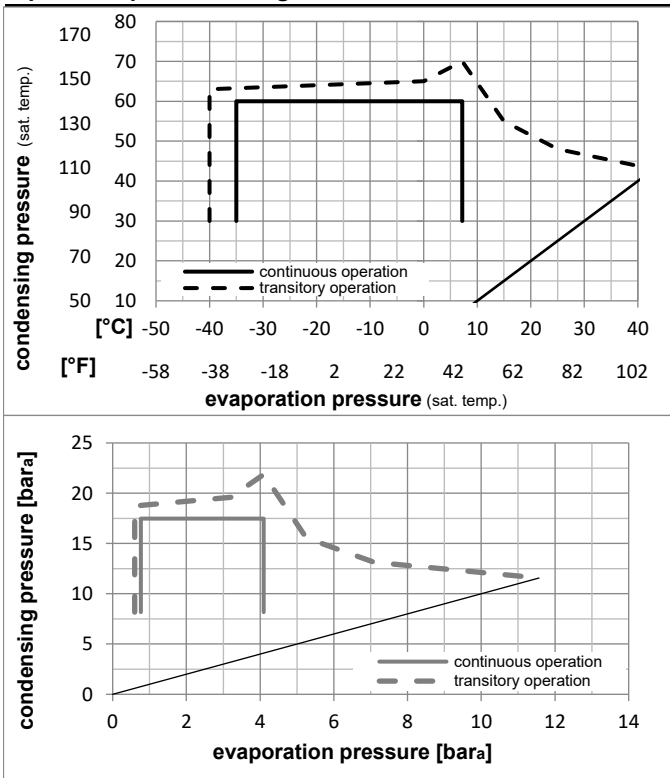 170 80
150 70
60
130 50
110 40
90 30
70 20
50 10
condensing pressure (sat. temp.)
continuous operation
transitory operation
[°C] -50 -40 -30 -20 -10 0 10 20 30 40
[°F] -58 -38 -18 2 22 42 62 82 102
evaporation pressure (sat. temp.)
25
20
15
10
5
0
condensing pressure [bara]
continuous operation
transitory operation
0 2 4 6 8 10 12 14
evaporation pressure [bara]